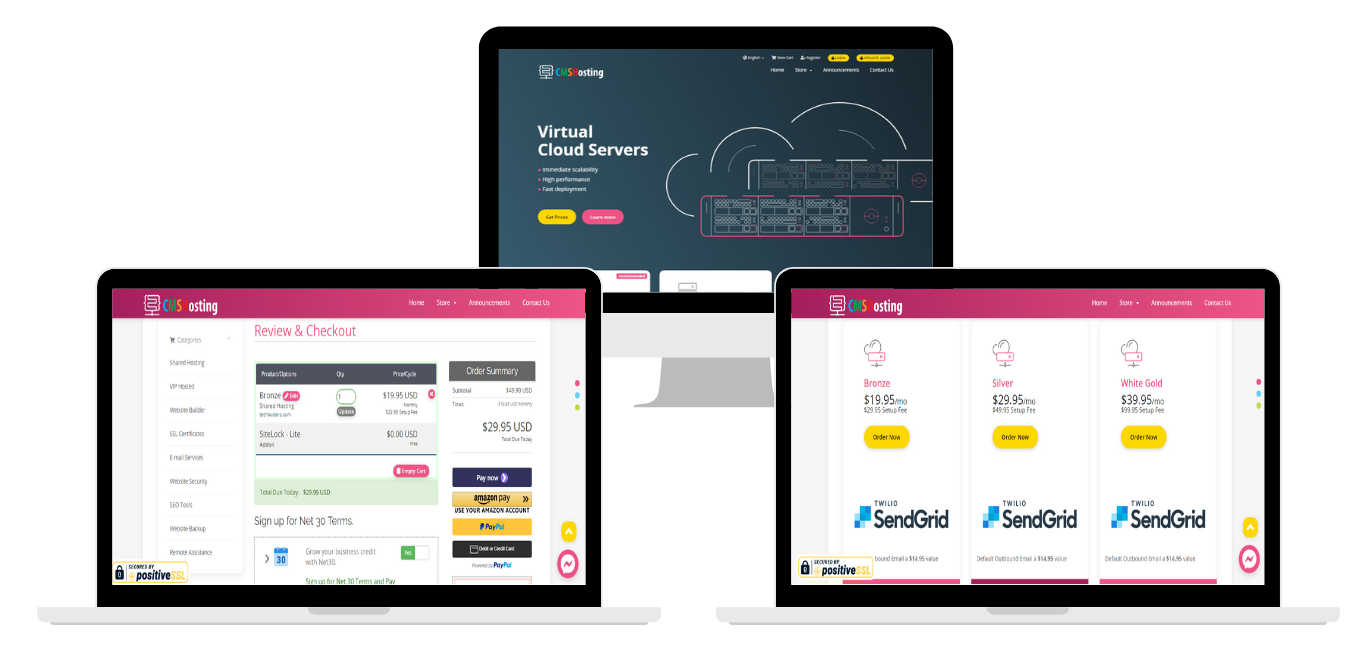 English
View Cart
Register
LOGIN
AFFILIATE LOGIN
CMSHosting
Home Store Announcements Contact Us
Virtual
Cloud Servers
Immediate scalability
High performance
Fast deployment
Get Prices Learn more
CMSHosting
Home Store Announcements Contact Us
Categories
Shared Hosting
VIP Hosted
Website Builder
SSL Certificates
E-mail Services
Website Security
SEO Tools
Website Backup
Remote Assistance
SECURED BY
positiveSSL
Review & Checkout
Product/Options Qty Price/Cycle
Bronze Edit 1 $19.95 USD
Shared Hosting Update Monthly
$29.95 Setup Fee
SiteLock - Lite $0.00 USD
Addon Free
Empty Cart
Total Due Today: $29.95 USD
Sign up for Net 30 Terms.
30
Grow your business credit
with Net30.
Yes
Sign up for Net 30 Terms and Pay
Order Summary
Subtotal
Totals $19.95 USD Monthly
$29.95 USD
Total Due Today
Pay now
amazon pay
USE YOUR AMAZON ACCOUNT
PayPal
Debit or Credit Card
Powered by PayPal
CMSHosting
Home Store Announcements Contact Us
Bronze
$19.95/mo
$29.95 Setup Fee
Order Now
TWILIO
SendGrid
bound Email a $14.95 value
Silver
$29.95/mo
$49.95 Setup Fee
Order Now
TWILIO
SendGrid
Default Outbound Email a $14.95 value
White Gold
$39.95/mo
$99.95 Setup Fee
Order Now
TWILIO
SendGrid
Default Outbound Email a $14.95 value
SECURED BY
positiveSSL